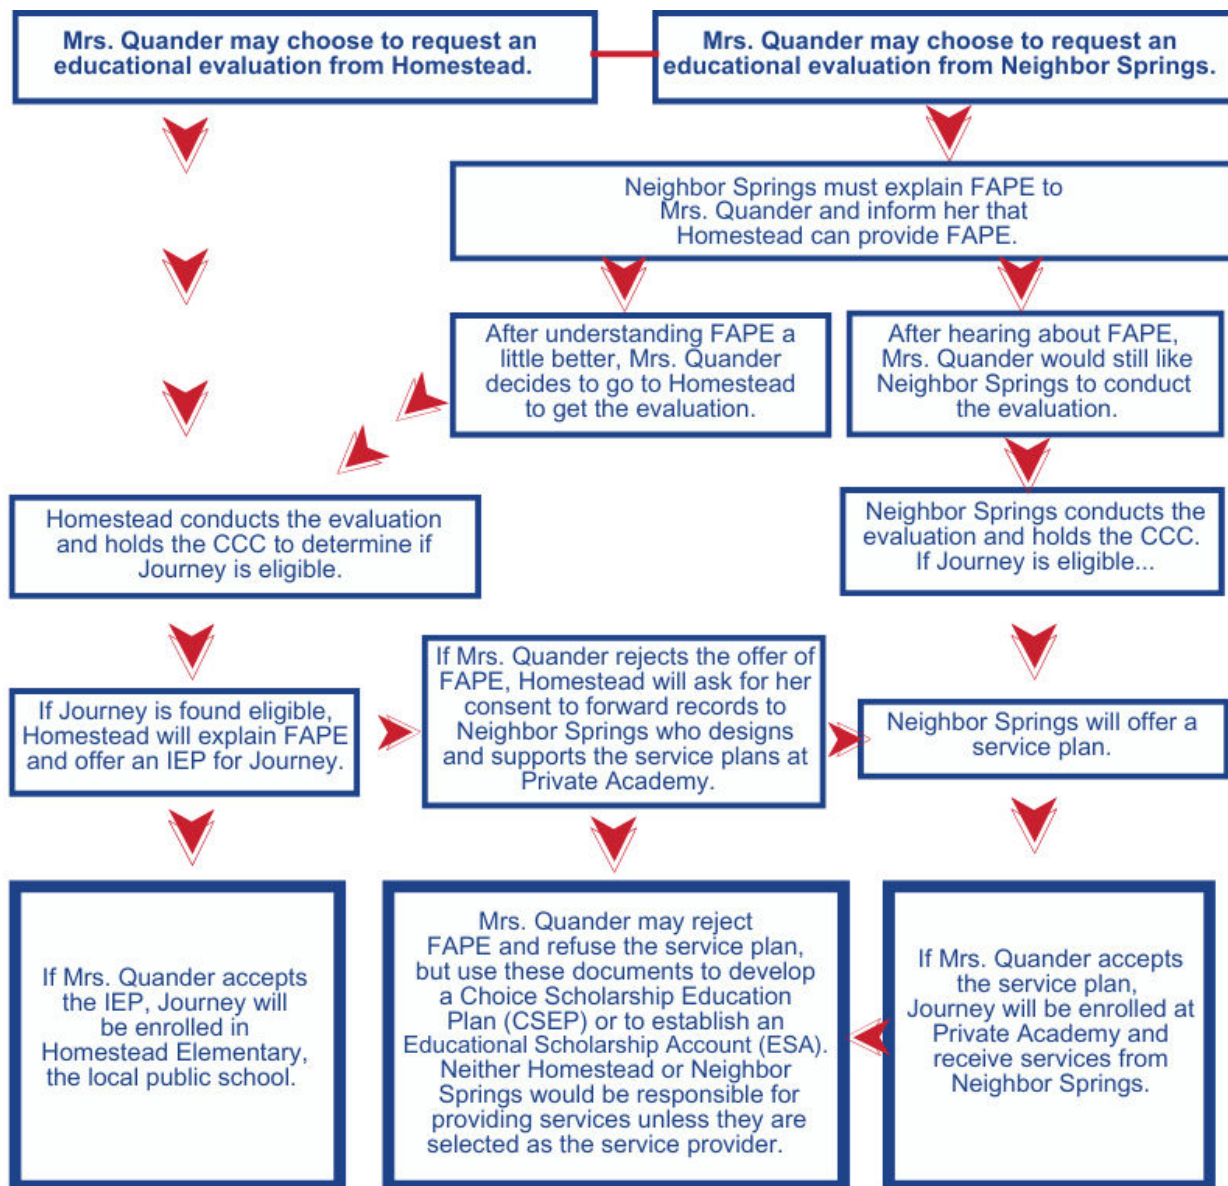 Mrs. Quander may choose to request an
educational evaluation from Homestead.
Mrs. Quander may choose to request an
educational evaluation from Neighbor Springs.
Neighbor Springs must explain FAPE to
Mrs. Quander and inform her that
Homestead can provide FAPE.
After understanding FAPE a
little better, Mrs. Quander
decides to go to Homestead
to get the evaluation.
After hearing about FAPE,
Mrs. Quander would still like
Neighbor Springs to conduct
the evaluation.
Homestead conducts the evaluation
and holds the CCC to determine if
Journey is eligible.
Neighbor Springs conducts the
evaluation and holds the CCC.
If Journey is eligible...
If Journey is found eligible,
Homestead will explain FAPE
and offer an IEP for Journey.
If Mrs. Quander rejects the offer of
FAPE, Homestead will ask for her
consent to forward records to
Neighbor Springs who designs
and supports the service plans at
Private Academy.
Neighbor Springs will offer a
service plan.
If Mrs. Quander accepts
the IEP, Journey will
be enrolled in
Homestead Elementary,
the local public school.
Mrs. Quander may reject
FAPE and refuse the service plan,
but use these documents to develop
a Choice Scholarship Education
Plan (CSEP) or to establish an
Educational Scholarship Account (ESA).
Neither Homestead or Neighbor
Springs would be responsible for
providing services unless they are
selected as the service provider.
If Mrs. Quander accepts
the service plan,
Journey will be enrolled at
Private Academy and
receive services from
Neighbor Springs.